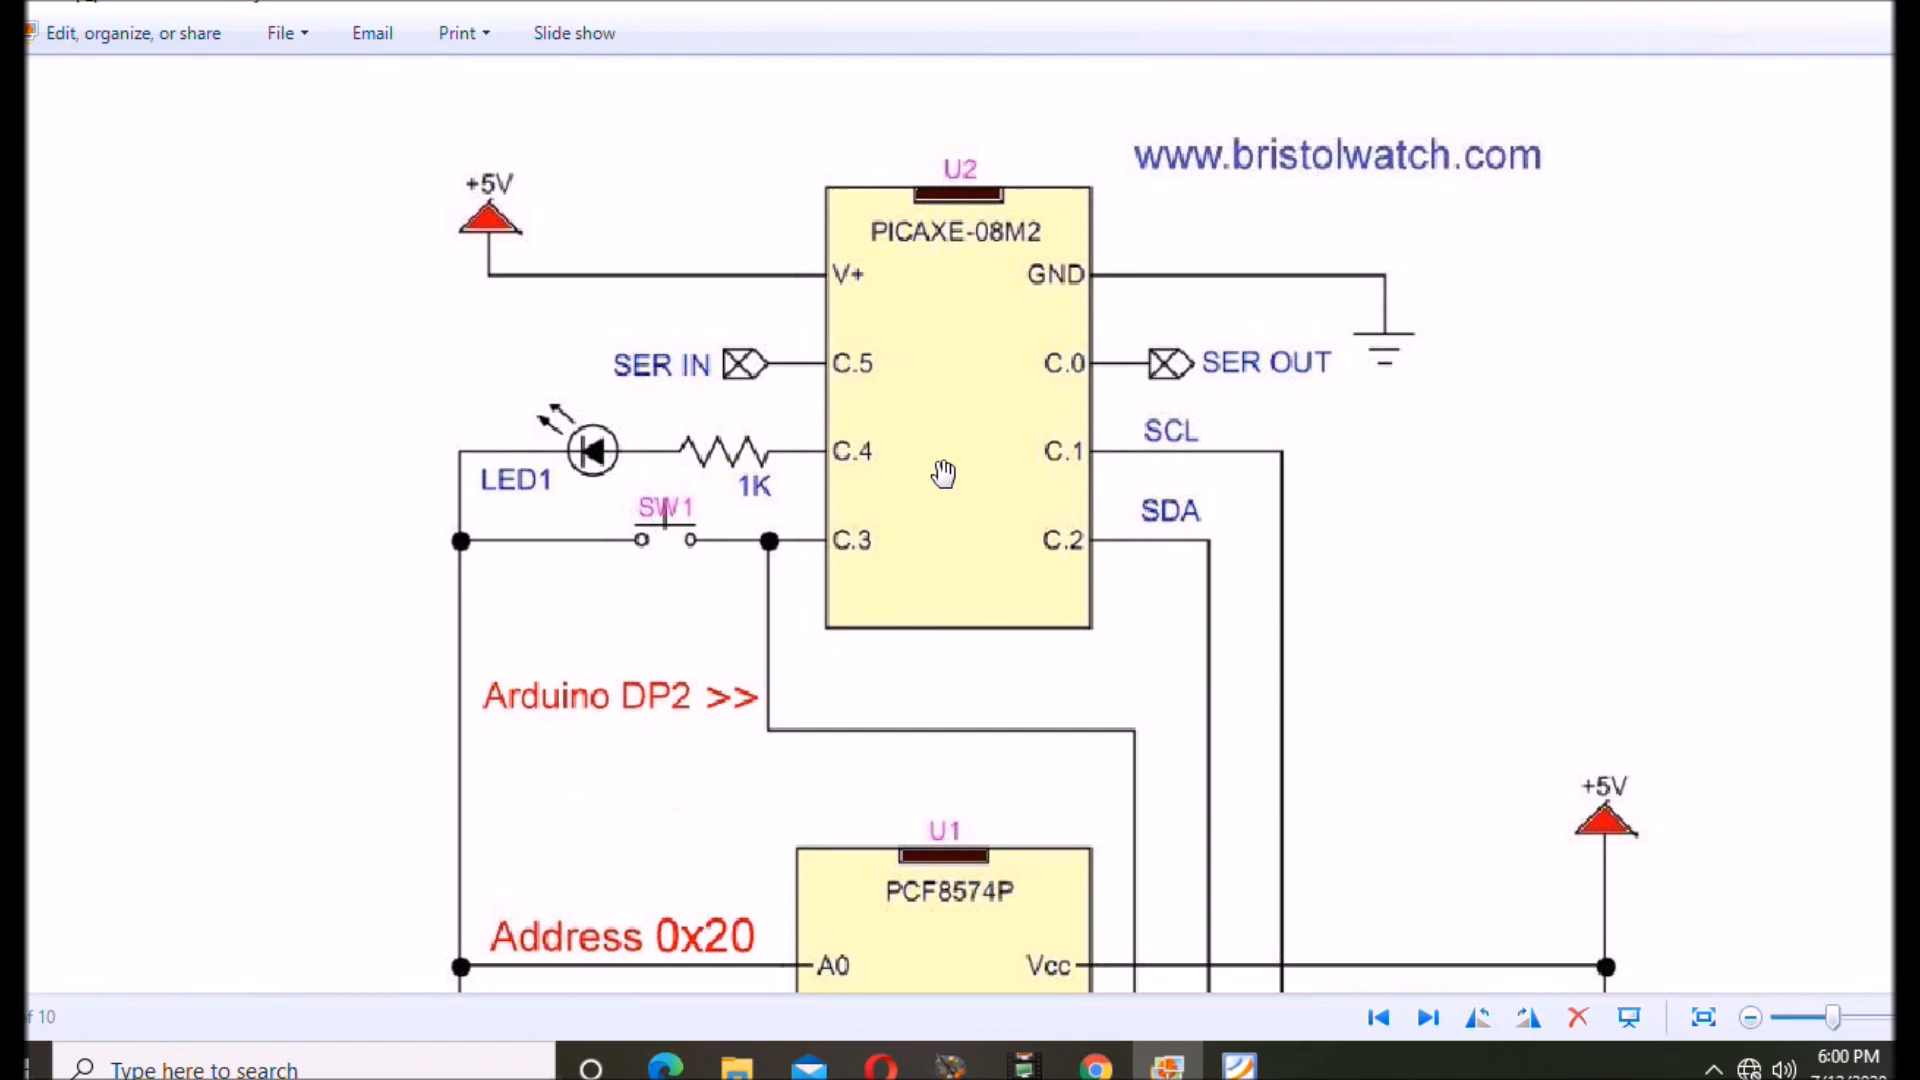 Edit, organize, or share File Email Print Slide show
www.bristolwatch.com
U2
+5V
PICAXE-08M2
V+ GND
SER IN C.5 C.0 SER OUT
SCL
C.4 C.1
LED1 1K
SW1 SDA
C.3 C.2
Arduino DP2 >>
+5V
U1
PCF8574P
Address 0x20
A0 Vcc
of 10
Type here to search
6:00 PM